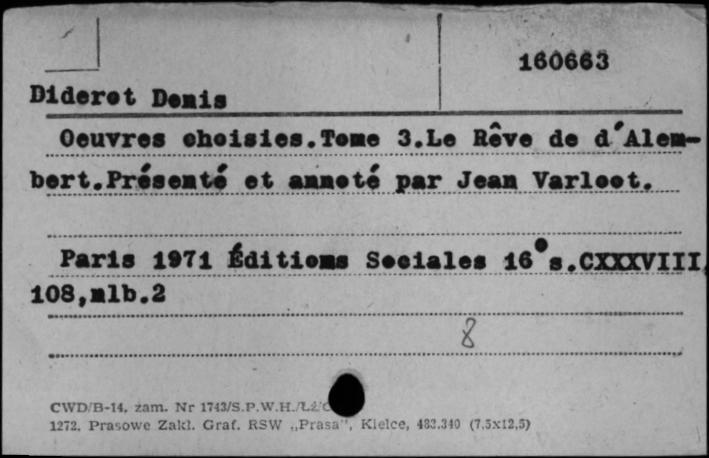 160663
Diderot Denis
Oeuvres choisies.Tome 3.Le Rêve de d'Alem-
bert.Présenté et annoté par Jean Varloot.
Paris 1971 Éditions Sociales 16° s.CXXXVIII,
108,nlb.2
8
CWD/B-14, zam. Nr 1743/S.P.W.H./Łź/
1272. Prasowe Zakł. Graf. RSW „Prasa”, Kielce, 483.340 (7,5x12,5)